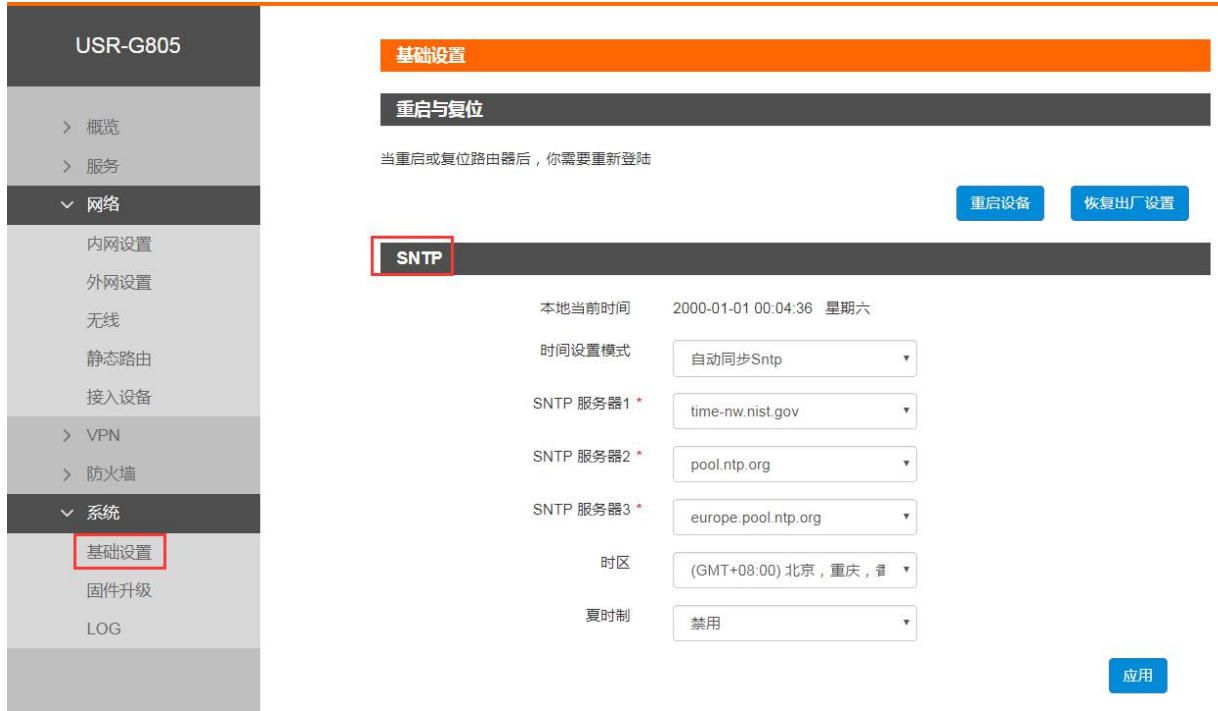 USR-G805
概览
服务
网络
内网设置
外网设置
无线
静态路由
接入设备
VPN
防火墙
系统
基础设置
固件升级
LOG
基础设置
重启与复位
当重启或复位路由器后，你需要重新登陆
重启设备 恢复出厂设置
SNTP
本地当前时间 2000-01-01 00:04:36 星期六
时间设置模式 自动同步Sntp
SNTP 服务器1 * time-nw.nist.gov
SNTP 服务器2 * pool.ntp.org
SNTP 服务器3 * europe.pool.ntp.org
时区 (GMT+08:00) 北京，重庆，
夏时制 禁用
应用